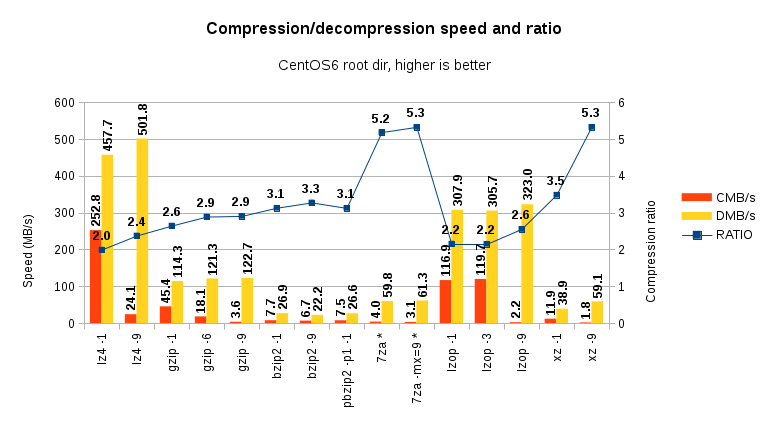 Compression/decompression speed and ratio
CentOS6 root dir, higher is better
Speed (MB/s)
600
500
400
300
200
100
0
252.8
457.7
2.0
24.1
501.8
2.4
45.4
114.3
2.6
18.1
121.3
2.9
3.6
122.7
2.9
7.7
26.9
3.1
6.7
22.2
3.3
7.5
26.6
3.1
4.0
59.8
5.2
3.1
61.3
5.3
116.9
307.9
2.2
119.7
305.7
2.2
2.2
323.0
2.6
11.9
38.9
3.5
1.8
59.1
5.3
6
5
4
3
2
1
0
Compression ratio
lz4 -1
lz4 -9
gzip -1
gzip -6
gzip -9
bzip2 -1
bzip2 -9
pbzip2 -p1 -1
7za *
7za -mx=9 *
lzop -1
lzop -3
lzop -9
xz -1
xz -9
CMB/s
DMB/s
RATIO